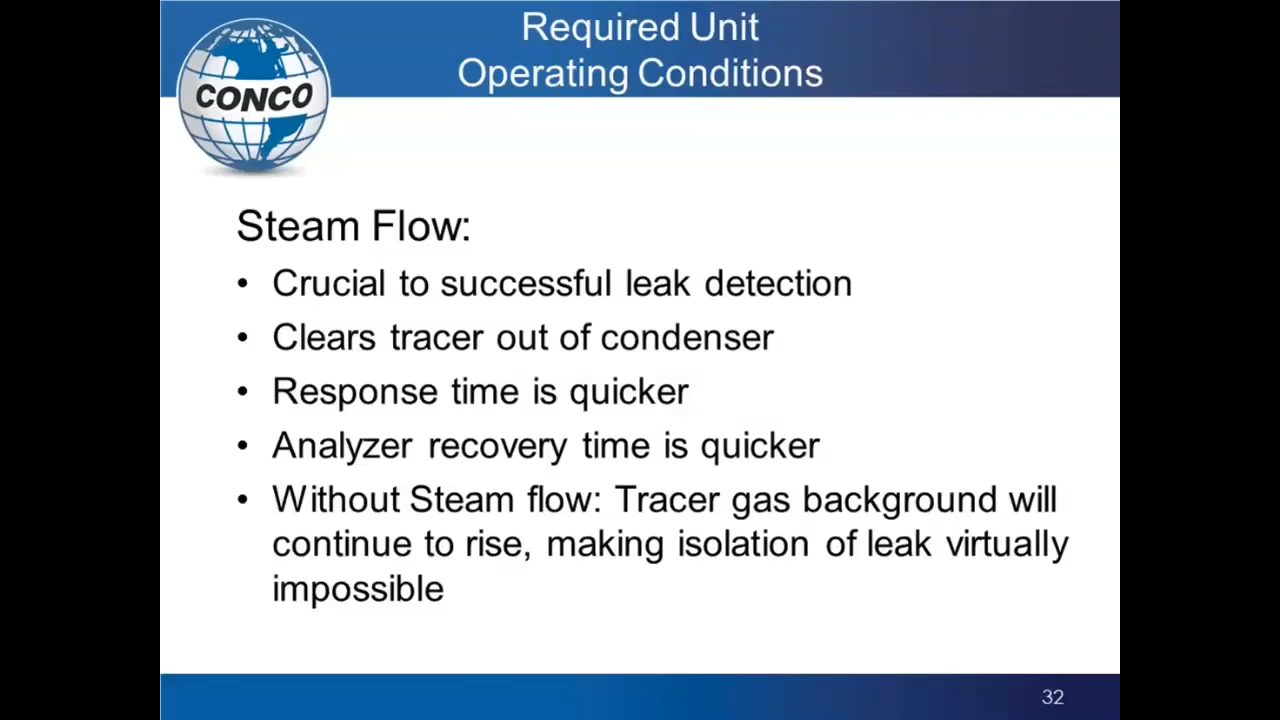 Required Unit
Operating Conditions
CONCO
Steam Flow:
• Crucial to successful leak detection
• Clears tracer out of condenser
• Response time is quicker
• Analyzer recovery time is quicker
• Without Steam flow: Tracer gas background will
continue to rise, making isolation of leak virtually
impossible
32